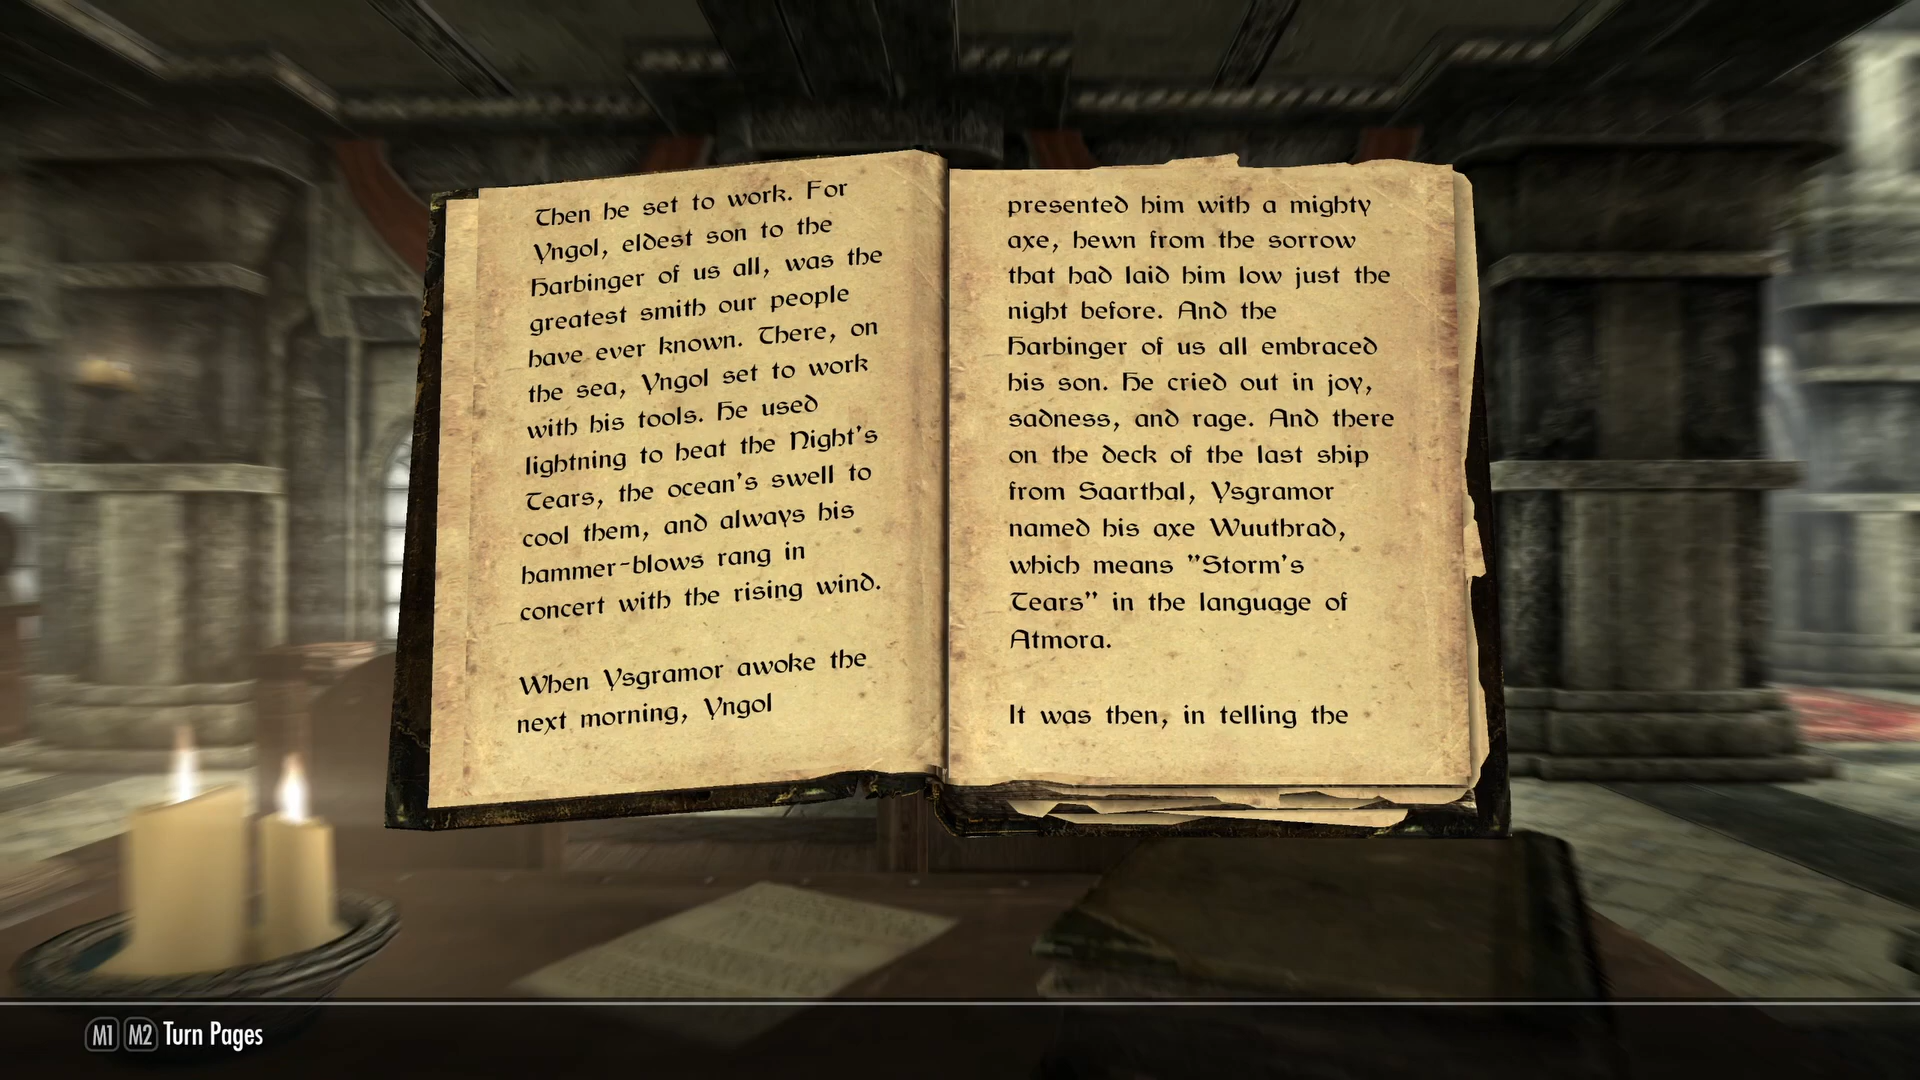 Then he set to work. For
Yngol, eldest son to the
Harbinger of us all, was the
greatest smith our people
have ever known. There, on
the sea, Yngol set to work
with his tools. He used
lightning to heat the Night's
Tears, the ocean's swell to
cool them, and always his
hammer-blows rang in
concert with the rising wind.
When Ysgramor awoke the
next morning, Yngol
presented him with a mighty
axe, hewn from the sorrow
that had laid him low just the
night before. And the
Harbinger of us all embraced
his son. He cried out in joy,
sadness, and rage. And there
on the deck of the last ship
from Saarthal, Ysgramor
named his axe Wuuthrad,
which means "Storm's
Tears" in the language of
Atmora.
It was then, in telling the
M1 M2 Turn Pages